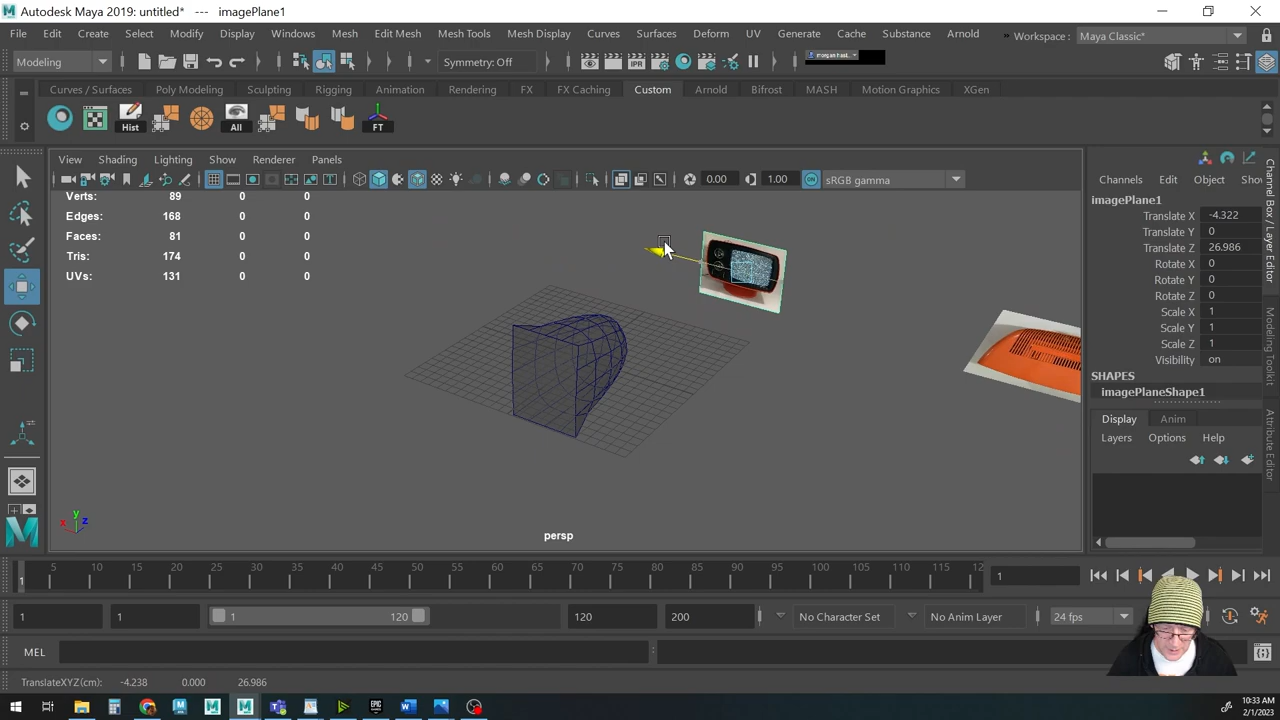 Autodesk Maya 2019: untitled*   ---   imagePlane1
File Edit Create Select Modify Display Windows Mesh Edit Mesh Mesh Tools Mesh Display Curves Surfaces Deform UV Generate Cache Substance Arnold
Workspace : Maya Classic*
Modeling
Symmetry: Off
Curves / Surfaces Poly Modeling Sculpting Rigging Animation Rendering FX FX Caching Custom Arnold Bifrost MASH Motion Graphics XGen
Hist All FT
View Shading Lighting Show Renderer Panels
0.00 1.00 sRGB gamma
Verts: 89 0 0
Edges: 168 0 0
Faces: 81 0 0
Tris: 174 0 0
UVs: 131 0 0
persp
Channels Edit Object
imagePlane1
Translate X -4.322
Translate Y 0
Translate Z 26.986
Rotate X 0
Rotate Y 0
Rotate Z 0
Scale X 1
Scale Y 1
Scale Z 1
Visibility on
SHAPES
imagePlaneShape1
Display Anim
Layers Options Help
Channel Box / Layer Editor
Modeling Toolkit
Attribute Editor
1 5 10 15 20 25 30 35 40 45 50 55 60 65 70 75 80 85 90 95 100 105 110 115 12
1
1 1 1 120 120 200 No Character Set No Anim Layer 24 fps
MEL
TranslateXYZ(cm): -4.238 0.000 26.986
10:33 AM
2/1/2023